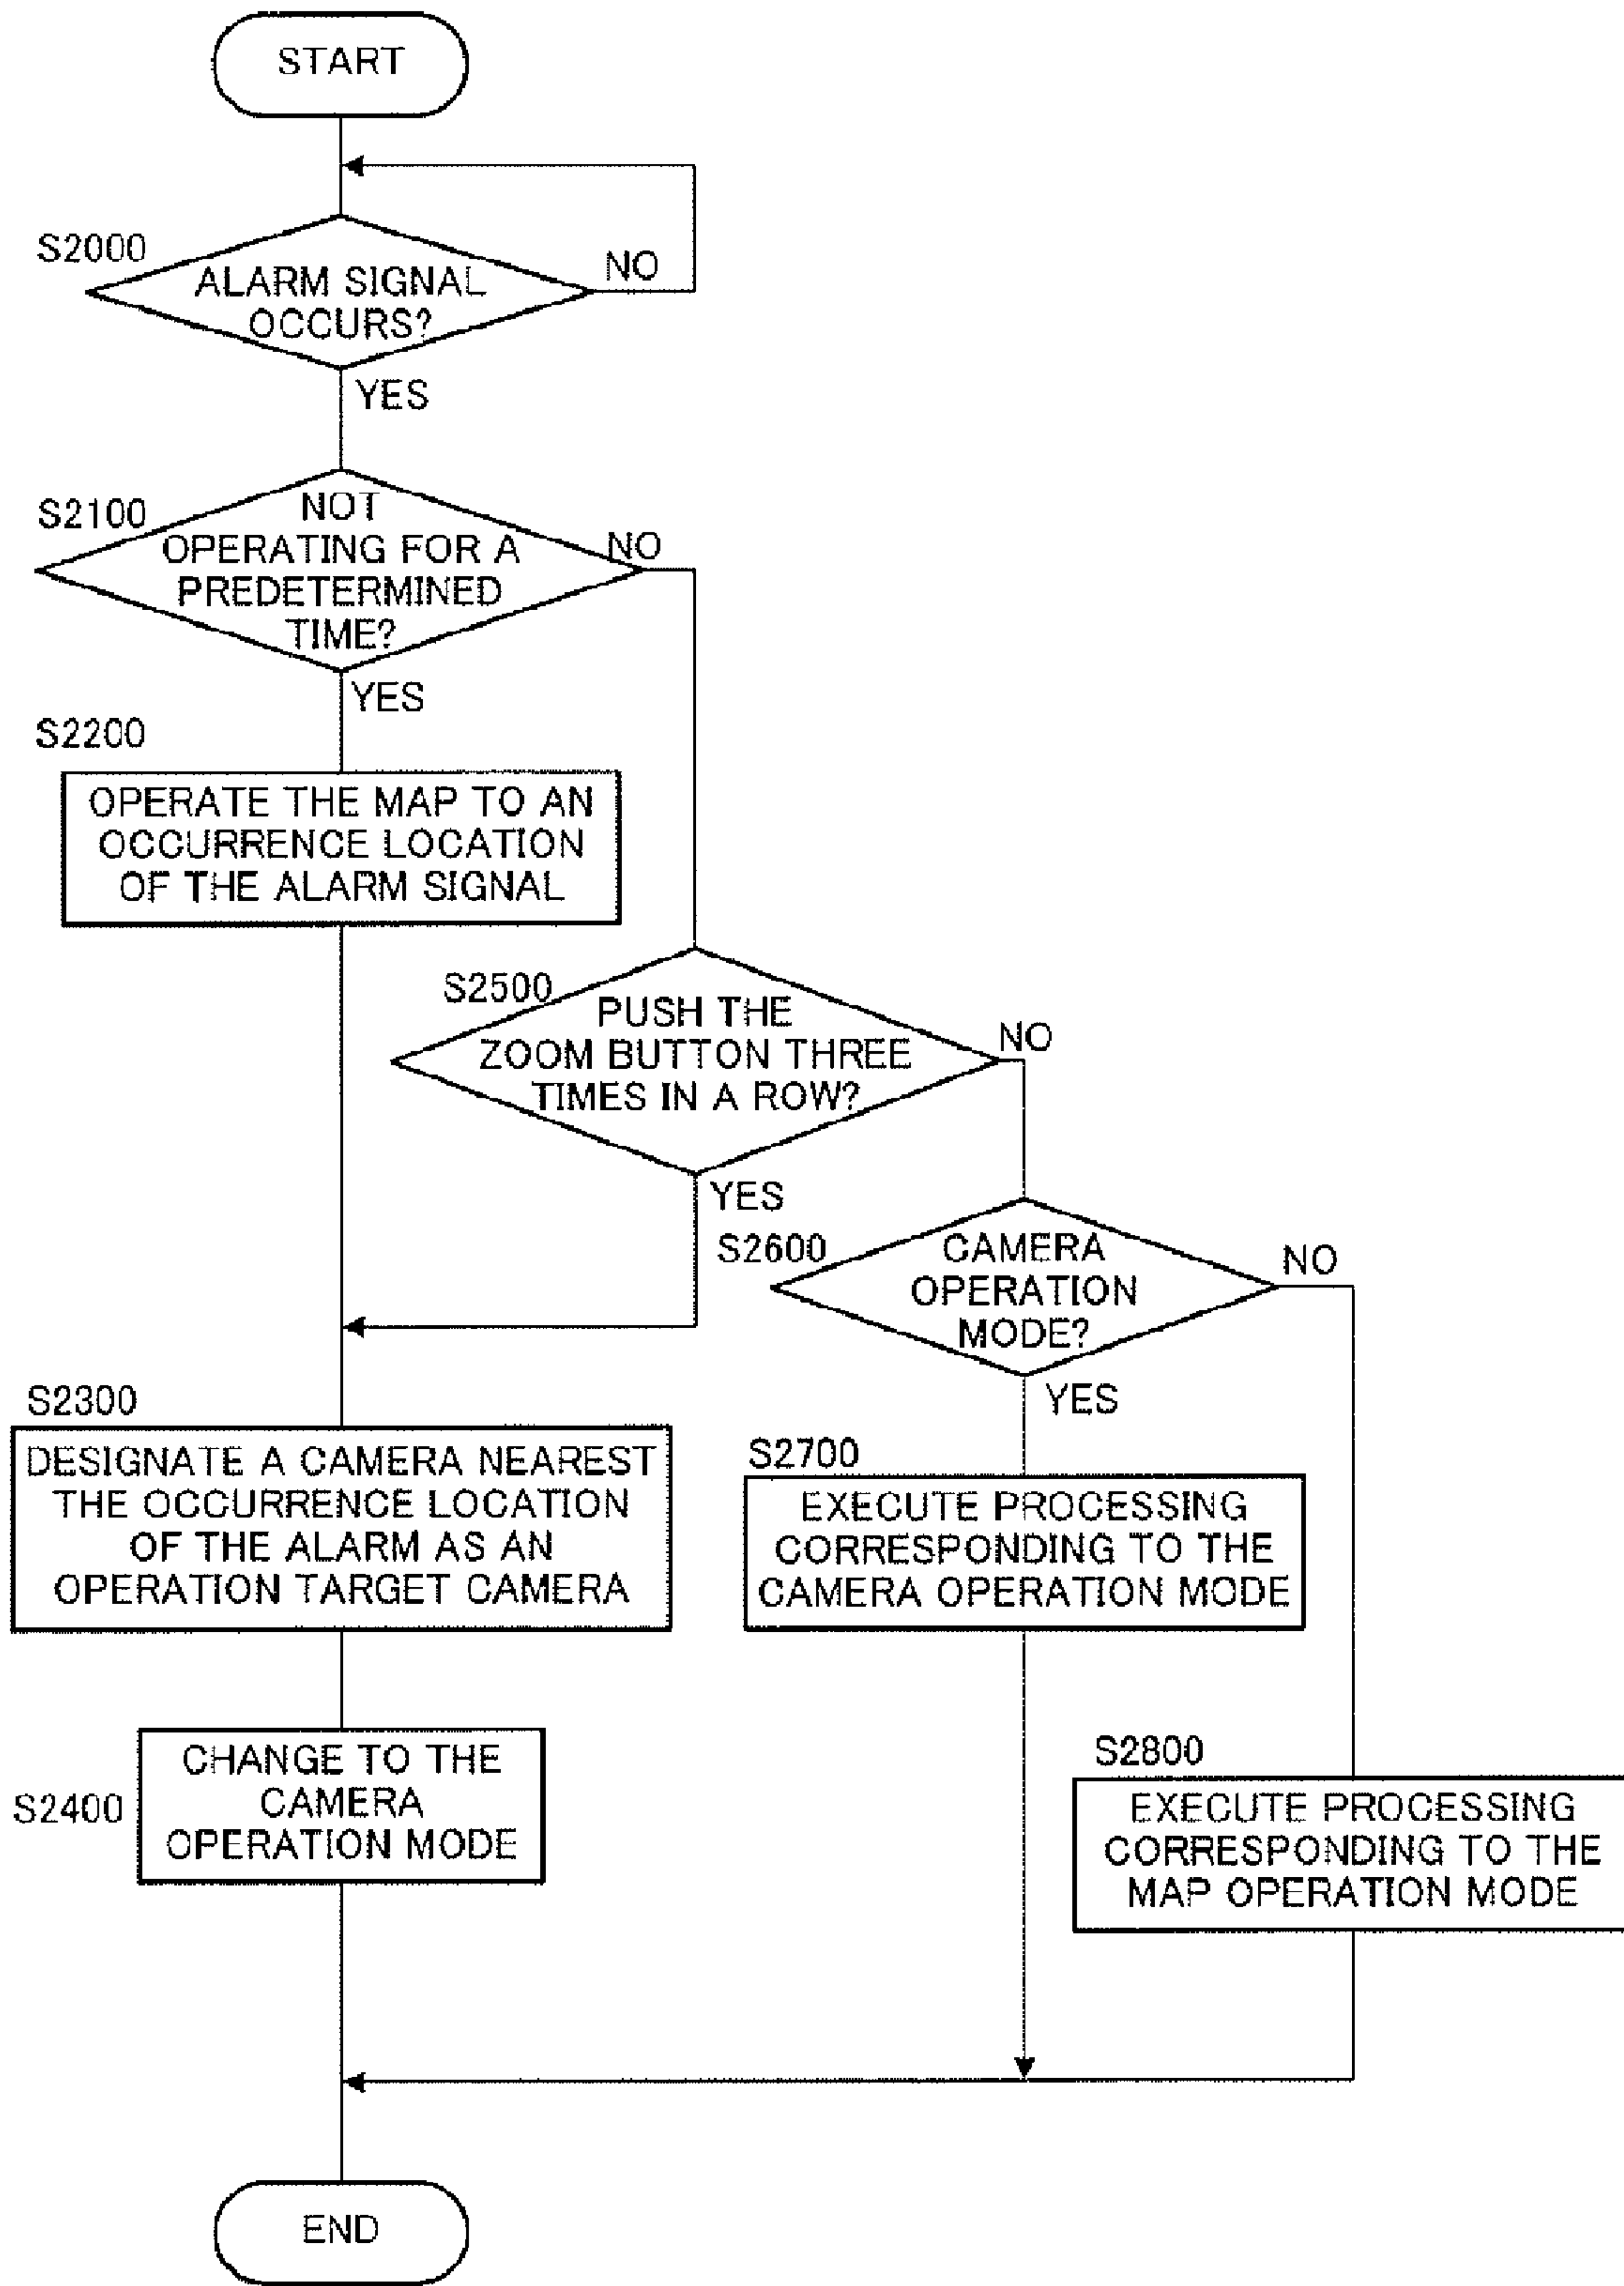 START
S2000
ALARM SIGNAL
OCCURS?
NO
YES
S2100
NOT
OPERATING FOR A
PREDETERMINED
TIME?
NO
YES
S2200
OPERATE THE MAP TO AN
OCCURRENCE LOCATION
OF THE ALARM SIGNAL
S2500
PUSH THE
ZOOM BUTTON THREE
TIMES IN A ROW?
NO
YES
S2600
CAMERA
OPERATION
MODE?
NO
YES
S2300
DESIGNATE A CAMERA NEAREST
THE OCCURRENCE LOCATION
OF THE ALARM AS AN
OPERATION TARGET CAMERA
S2700
EXECUTE PROCESSING
CORRESPONDING TO THE
CAMERA OPERATION MODE
S2400
CHANGE TO THE
CAMERA
OPERATION MODE
S2800
EXECUTE PROCESSING
CORRESPONDING TO THE
MAP OPERATION MODE
END